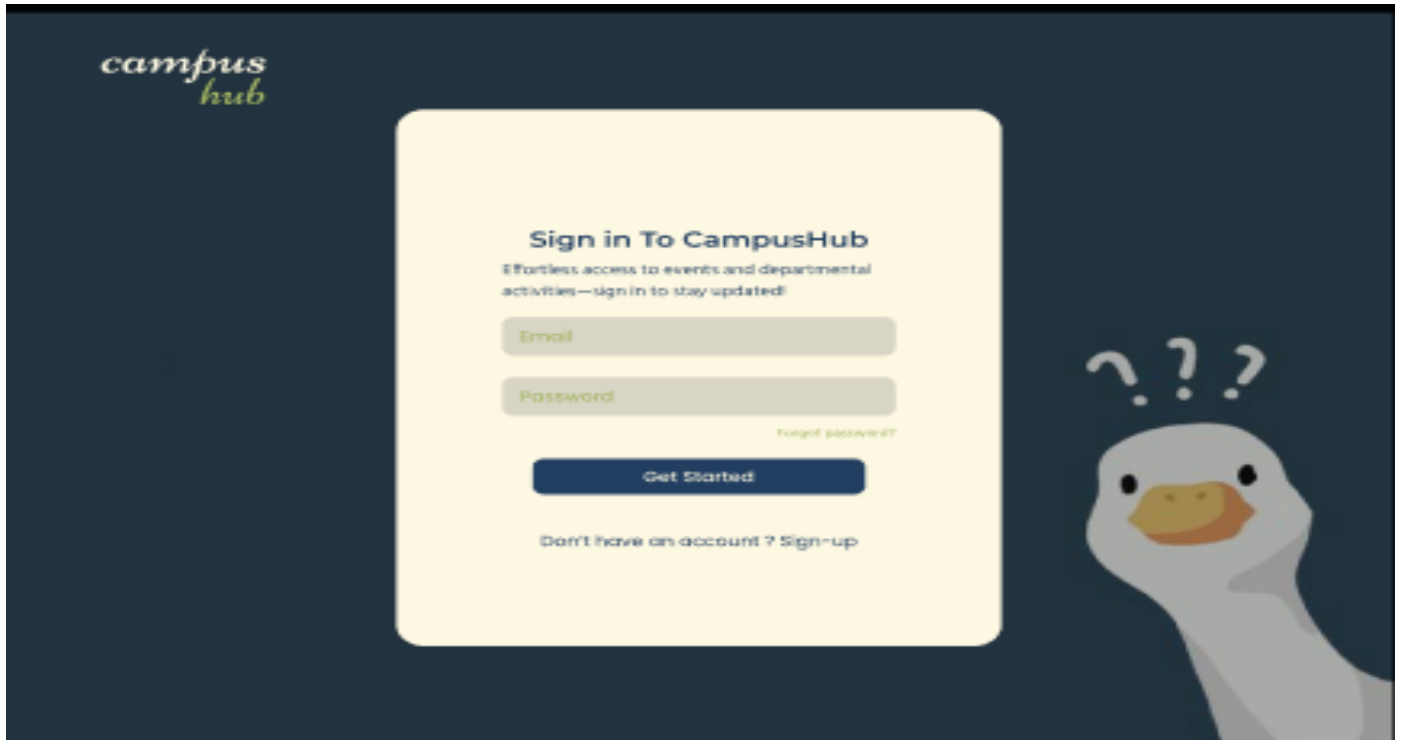 campus
hub
Sign in To CampusHub
Effortless access to events and departmental
activities—sign in to stay updated!
Email
Password
Forgot password?
Get Started
Don't have an account ? Sign-up
? ? ?